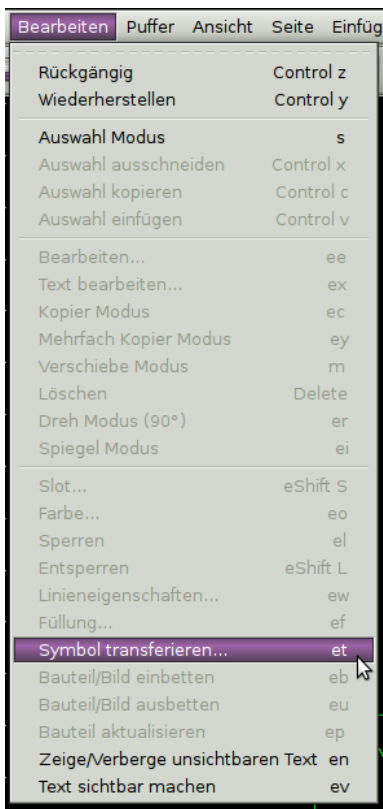 Bearbeiten Puffer Ansicht Seite Einfüg
Rückgängig Control z
Wiederherstellen Control y
Auswahl Modus s
Auswahl ausschneiden Control x
Auswahl kopieren Control c
Auswahl einfügen Control v
Bearbeiten... ee
Text bearbeiten... ex
Kopier Modus ec
Mehrfach Kopier Modus ey
Verschiebe Modus m
Löschen Delete
Dreh Modus (90°) er
Spiegel Modus ei
Slot... eShift S
Farbe... eo
Sperren el
Entsperren eShift L
Linieneigenschaften... ew
Füllung... ef
Symbol transferieren... et
Bauteil/Bild einbetten eb
Bauteil/Bild ausbetten eu
Bauteil aktualisieren ep
Zeige/Verberge unsichtbaren Text en
Text sichtbar machen ev